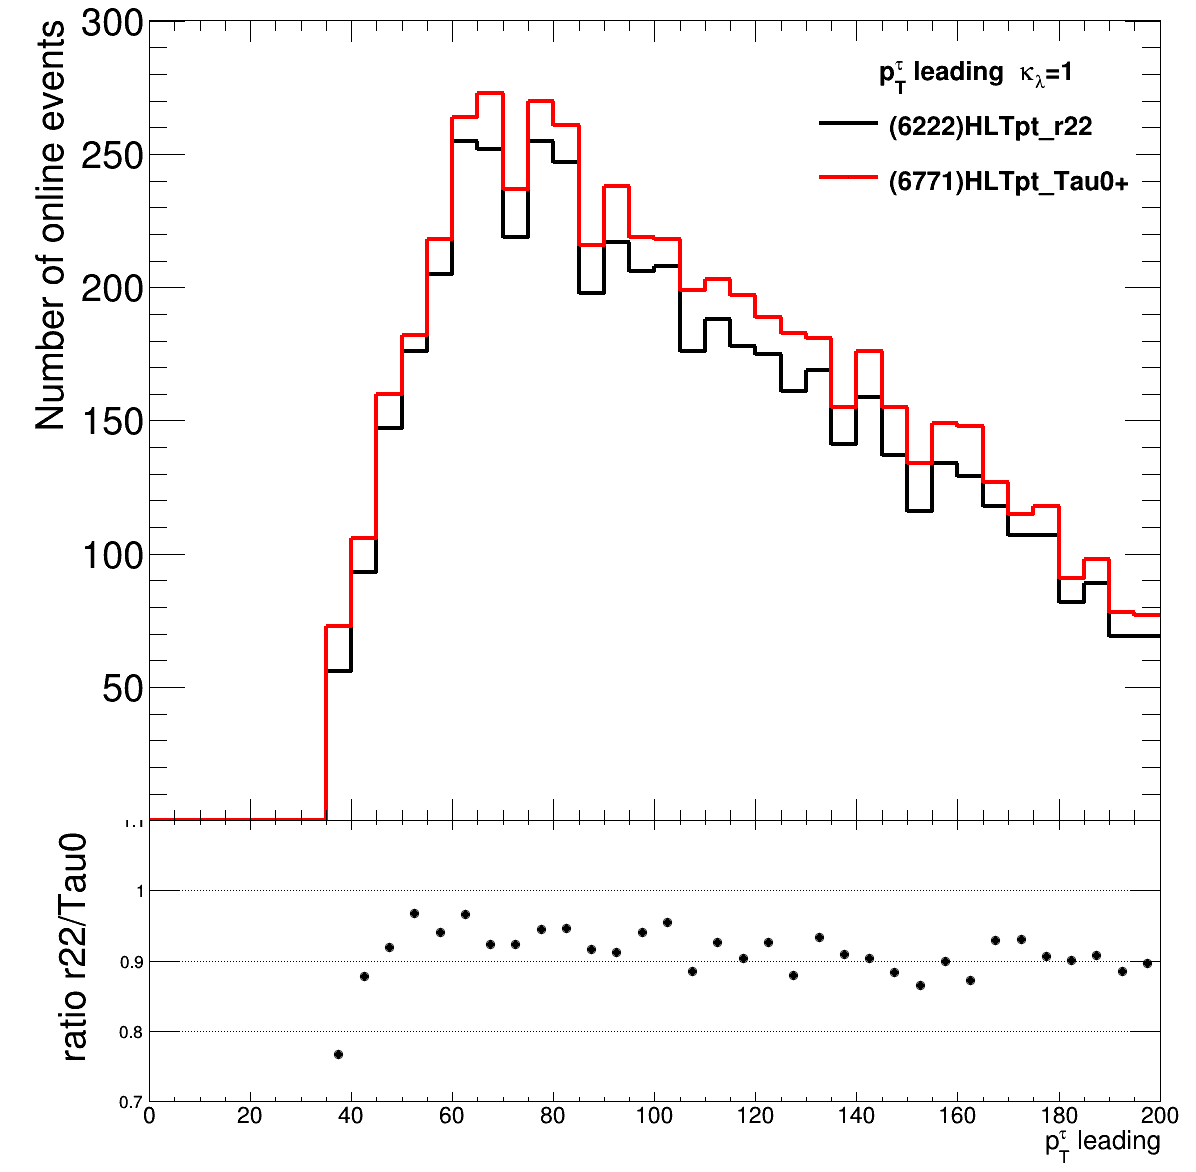 Number of online events
300
250
200
150
100
50
p_T^τ leading κ_λ=1
(6222)HLTpt_r22
(6771)HLTpt_Tau0+
ratio r22/Tau0
1
0.9
0.8
0.7
0 20 40 60 80 100 120 140 160 180 200
p_T^τ leading